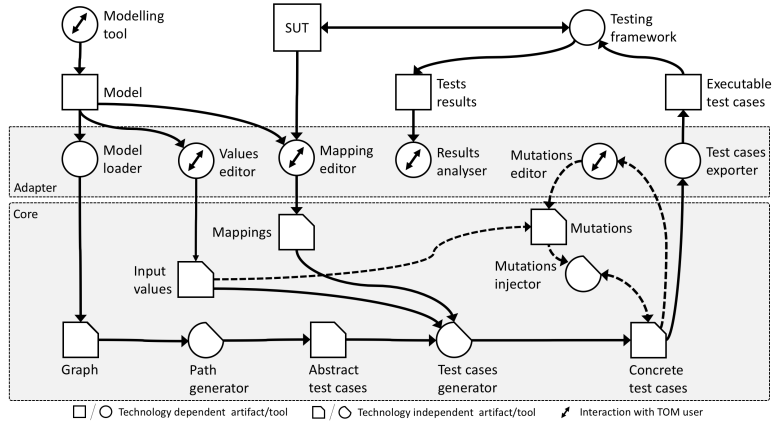 Modelling
tool
SUT
Testing
framework
Model
Tests
results
Executable
test cases
Model
loader
Values
editor
Mapping
editor
Results
analyser
Mutations
editor
Test cases
exporter
Adapter
Core
Mappings
Mutations
Input
values
Mutations
injector
Graph
Path
generator
Abstract
test cases
Test cases
generator
Concrete
test cases
/ Technology dependent artifact/tool
/ Technology independent artifact/tool
Interaction with TOM user